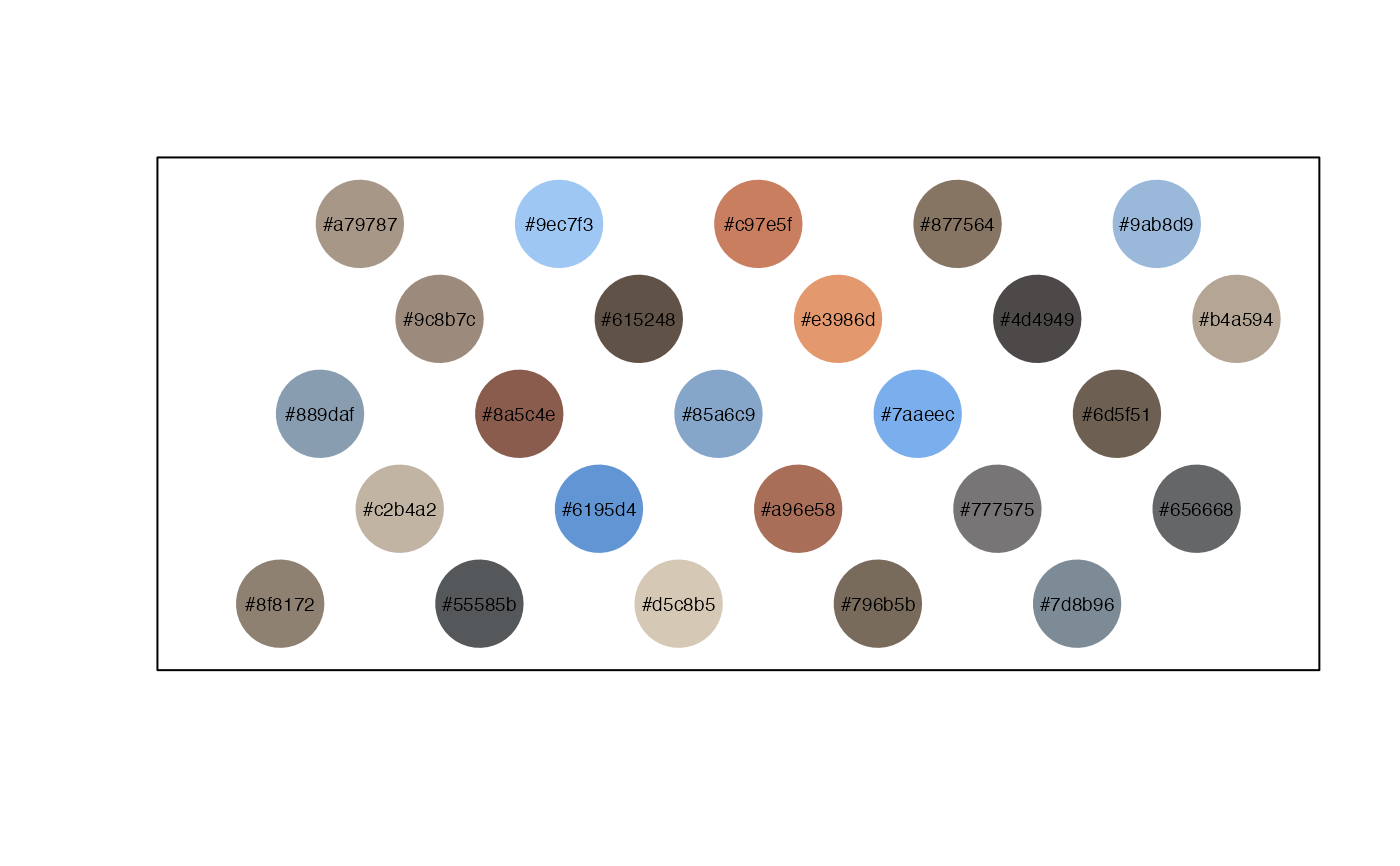 #a79787 #9ec7f3 #c97e5f #877564 #9ab8d9
#9c8b7c #615248 #e3986d #4d4949 #b4a594
#889daf #8a5c4e #85a6c9 #7aaeec #6d5f51
#c2b4a2 #6195d4 #a96e58 #777575 #656668
#8f8172 #55585b #d5c8b5 #796b5b #7d8b96